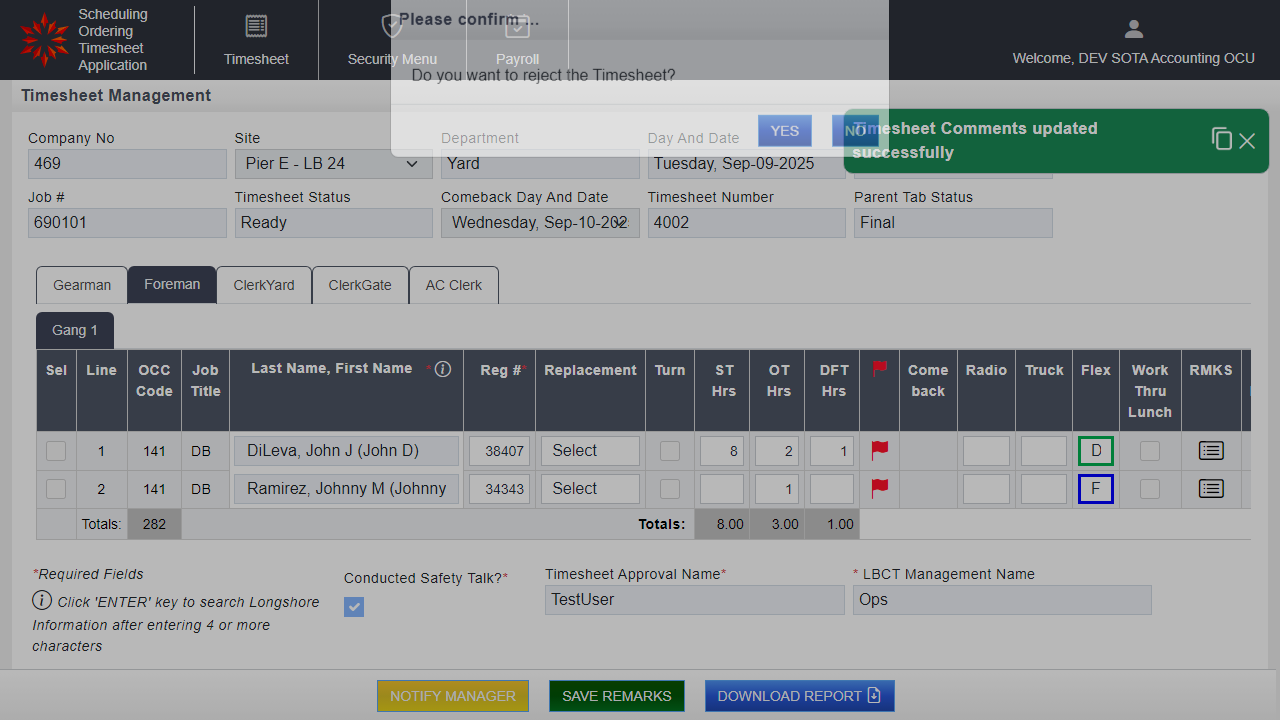 Scheduling
Ordering
Timesheet
Application
Timesheet
Security Menu
Payroll
Welcome, DEV SOTA Accounting OCU
Please confirm ...
Do you want to reject the Timesheet?
YES
NO
Timesheet Comments updated
successfully
Timesheet Management
Company No
Site
Department
Day And Date
469
Pier E - LB 24
Yard
Tuesday, Sep-09-2025
Job #
Timesheet Status
Comeback Day And Date
Timesheet Number
Parent Tab Status
690101
Ready
Wednesday, Sep-10-202
4002
Final
Gearman
Foreman
ClerkYard
ClerkGate
AC Clerk
Gang 1
Sel Line OCC Code Job Title Last Name, First Name * Reg #* Replacement Turn ST Hrs OT Hrs DFT Hrs Come back Radio Truck Flex Work Thru Lunch RMKS
1 141 DB DiLeva, John J (John D) 38407 Select 8 2 1 D
2 141 DB Ramirez, Johnny M (Johnny 34343 Select 1 F
Totals: 282 Totals: 8.00 3.00 1.00
*Required Fields
Click 'ENTER' key to search Longshore
Information after entering 4 or more
characters
Conducted Safety Talk?*
Timesheet Approval Name*
TestUser
* LBCT Management Name
Ops
NOTIFY MANAGER
SAVE REMARKS
DOWNLOAD REPORT